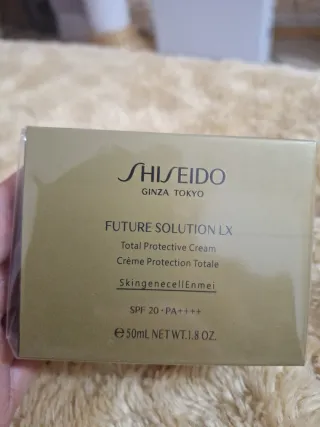 SHISEIDO
GINZA TOKYO
FUTURE SOLUTION LX
Total Protective Cream
Crème Protection Totale
SkingenecellEnmei
SPF 20・PA++++
℮50mL NET WT.1.8 OZ.